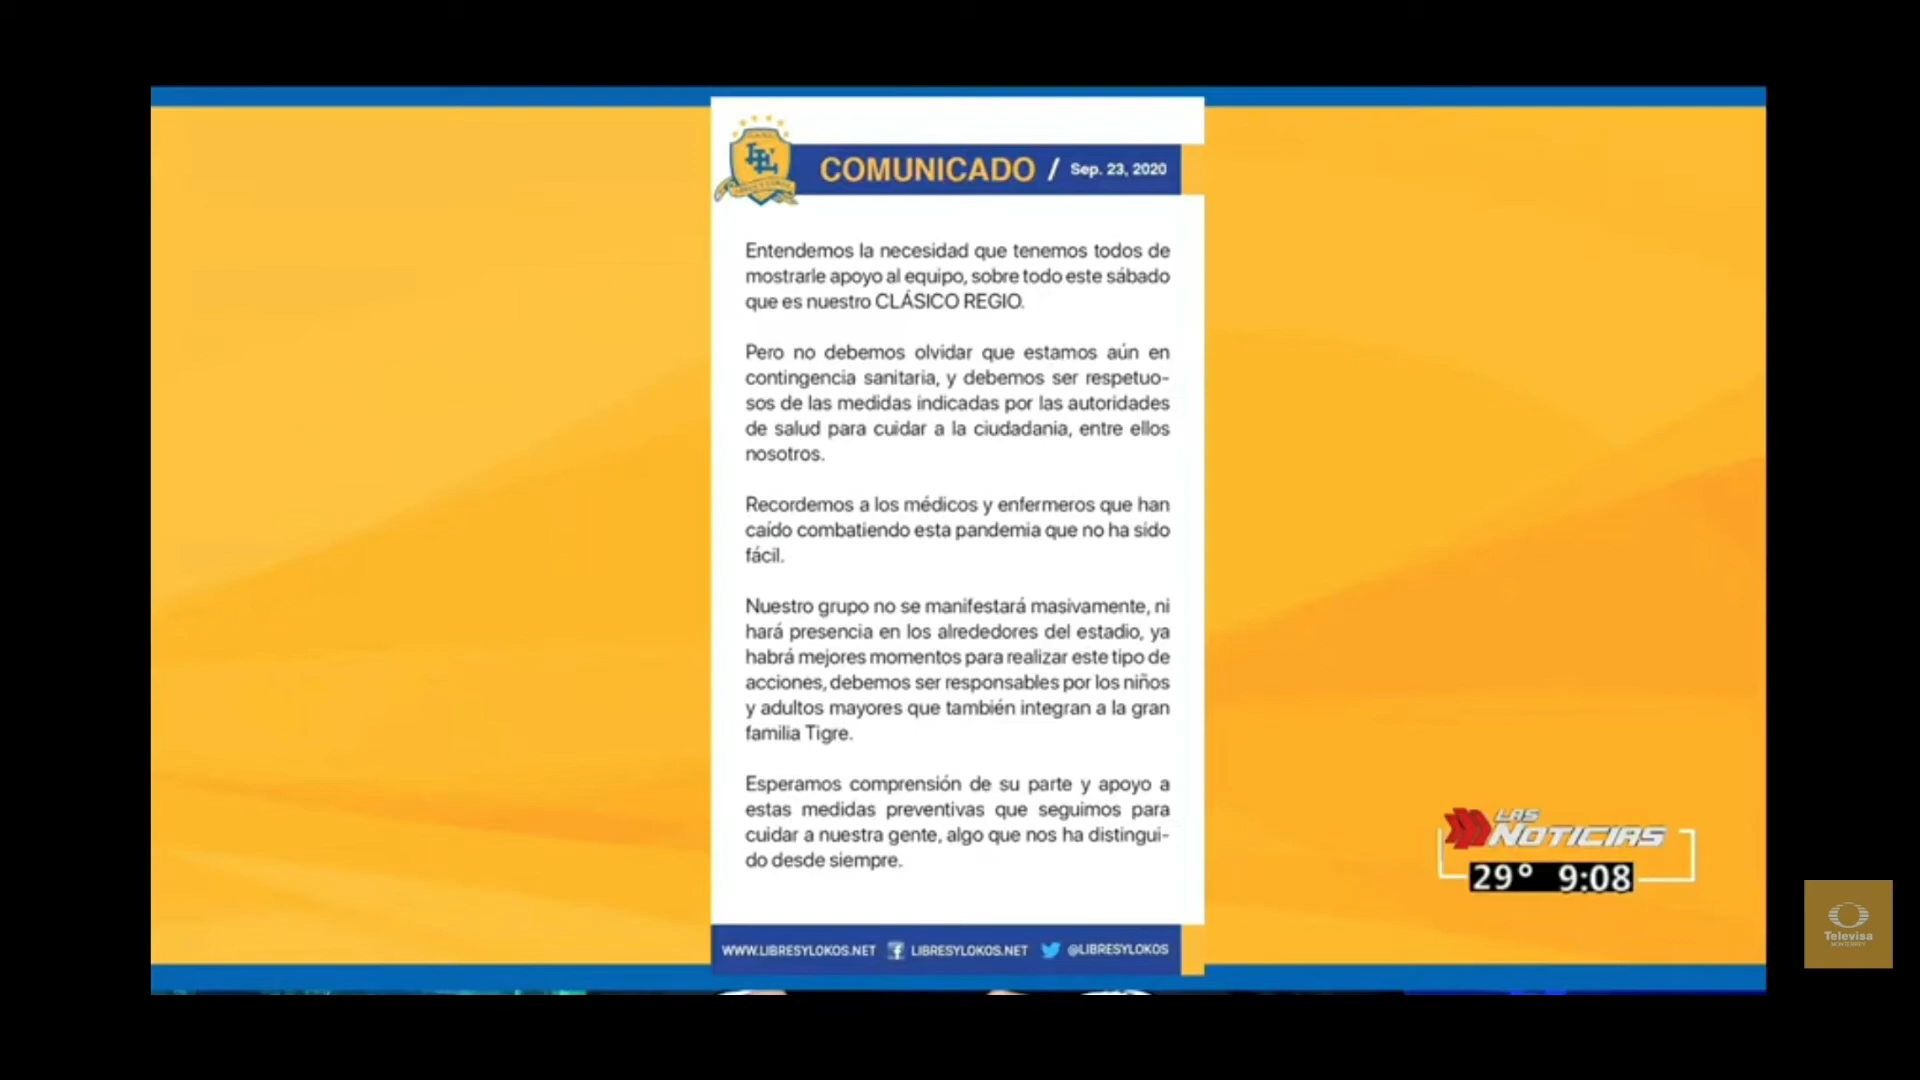 COMUNICADO / Sep. 23, 2020
Entendemos la necesidad que tenemos todos de
mostrarle apoyo al equipo, sobre todo este sábado
que es nuestro CLÁSICO REGIO.
Pero no debemos olvidar que estamos aún en
contingencia sanitaria, y debemos ser respetuo-
sos de las medidas indicadas por las autoridades
de salud para cuidar a la ciudadania, entre ellos
nosotros.
Recordemos a los médicos y enfermeros que han
caído combatiendo esta pandemia que no ha sido
fácil.
Nuestro grupo no se manifestará masivamente, ni
hará presencia en los alrededores del estadio, ya
habrá mejores momentos para realizar este tipo de
acciones, debemos ser responsables por los niños
y adultos mayores que también integran a la gran
familia Tigre.
Esperamos comprensión de su parte y apoyo a
estas medidas preventivas que seguimos para
cuidar a nuestra gente, algo que nos ha distingui-
do desde siempre.
WWW.LIBRESYLOKOS.NET LIBRESYLOKOS.NET @LIBRESYLOKOS
LAS
NOTICIAS
29° 9:08
Televisa
MONTERREY